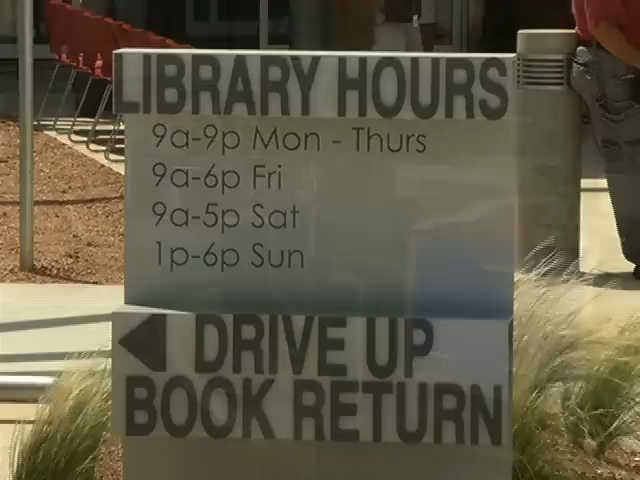 LIBRARY HOURS
9a-9p Mon - Thurs
9a-6p Fri
9a-5p Sat
1p-6p Sun
DRIVE UP
BOOK RETURN